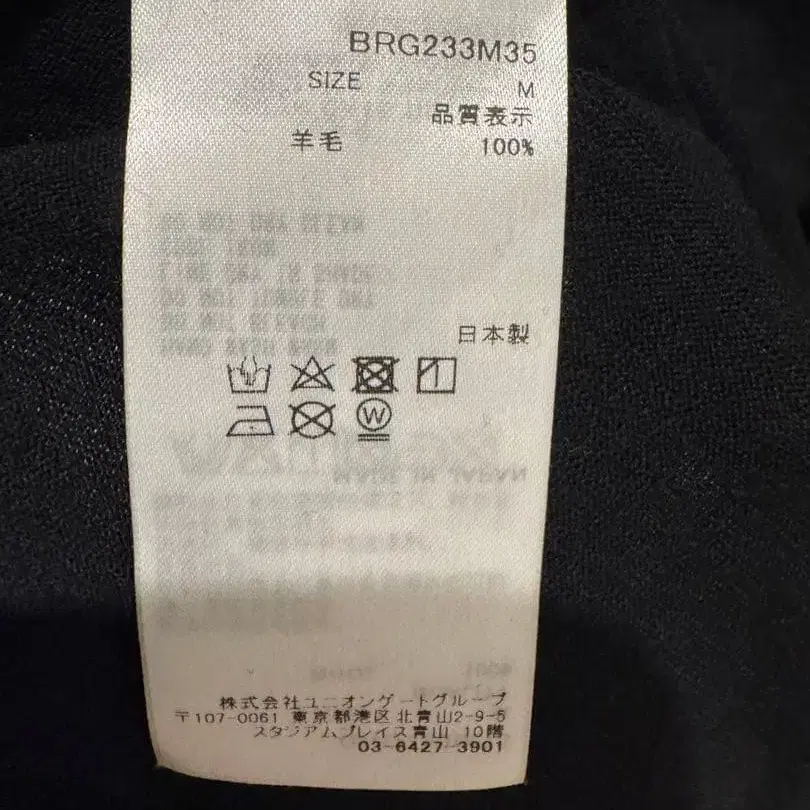 BRG233M35
SIZE M
品質表示
羊毛 100%
日本製
W
株式会社ユニオンゲートグループ
〒107-0061 東京都港区北青山2-9-5
スタジアムプレイス青山 10階
03-6427-3901